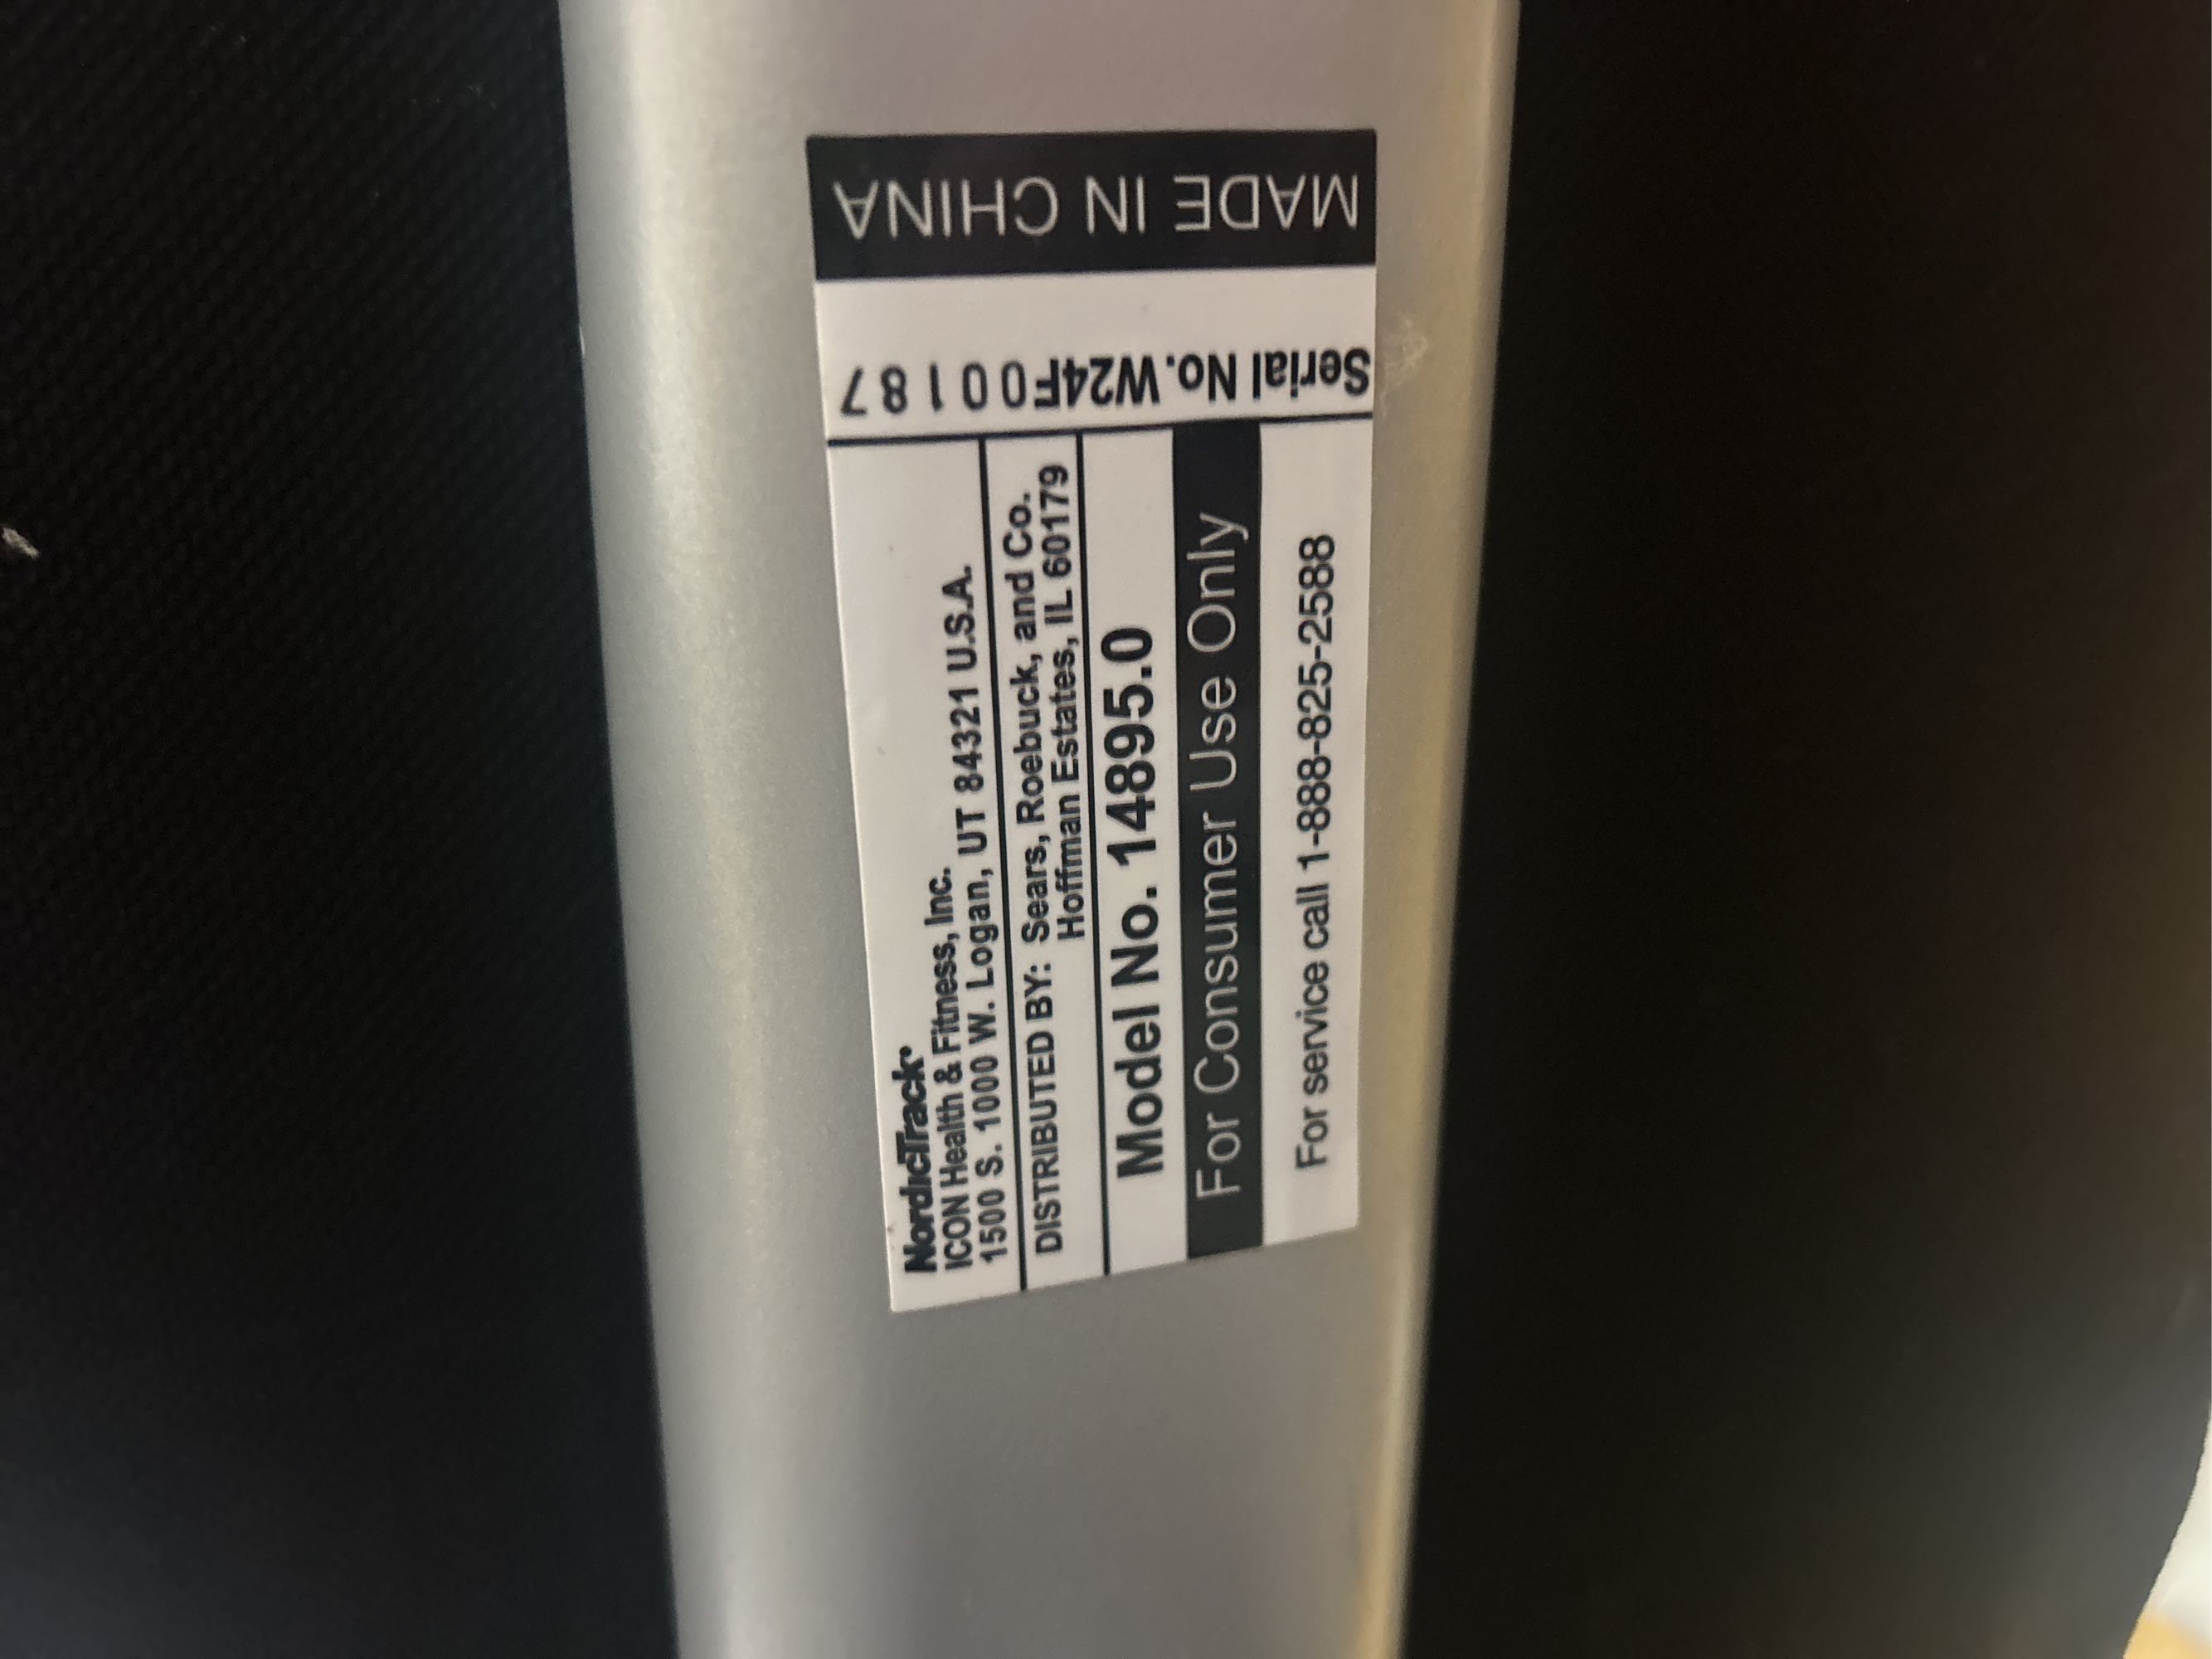 NordicTrack®
ICON Health & Fitness, Inc.
1500 S. 1000 W. Logan, UT 84321 U.S.A.
DISTRIBUTED BY: Sears, Roebuck, and Co.
Hoffman Estates, IL 60179
Model No. 14895.0
For Consumer Use Only
For service call 1-888-825-2588
Serial No.W24F00187
MADE IN CHINA